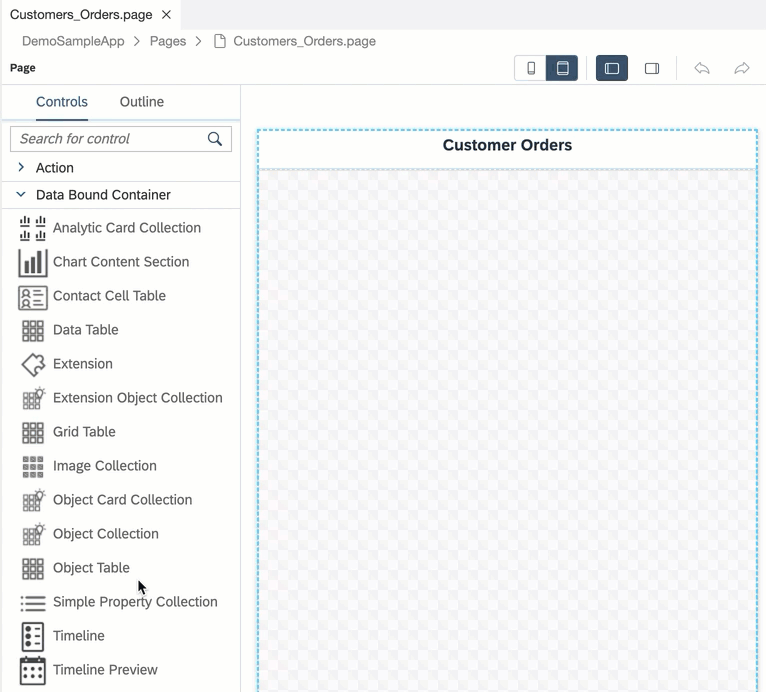 Customers_Orders.page
DemoSampleApp > Pages > Customers_Orders.page
Page
Controls Outline
Search for control
Action
Data Bound Container
Analytic Card Collection
Chart Content Section
Contact Cell Table
Data Table
Extension
Extension Object Collection
Grid Table
Image Collection
Object Card Collection
Object Collection
Object Table
Simple Property Collection
Timeline
Timeline Preview
Customer Orders